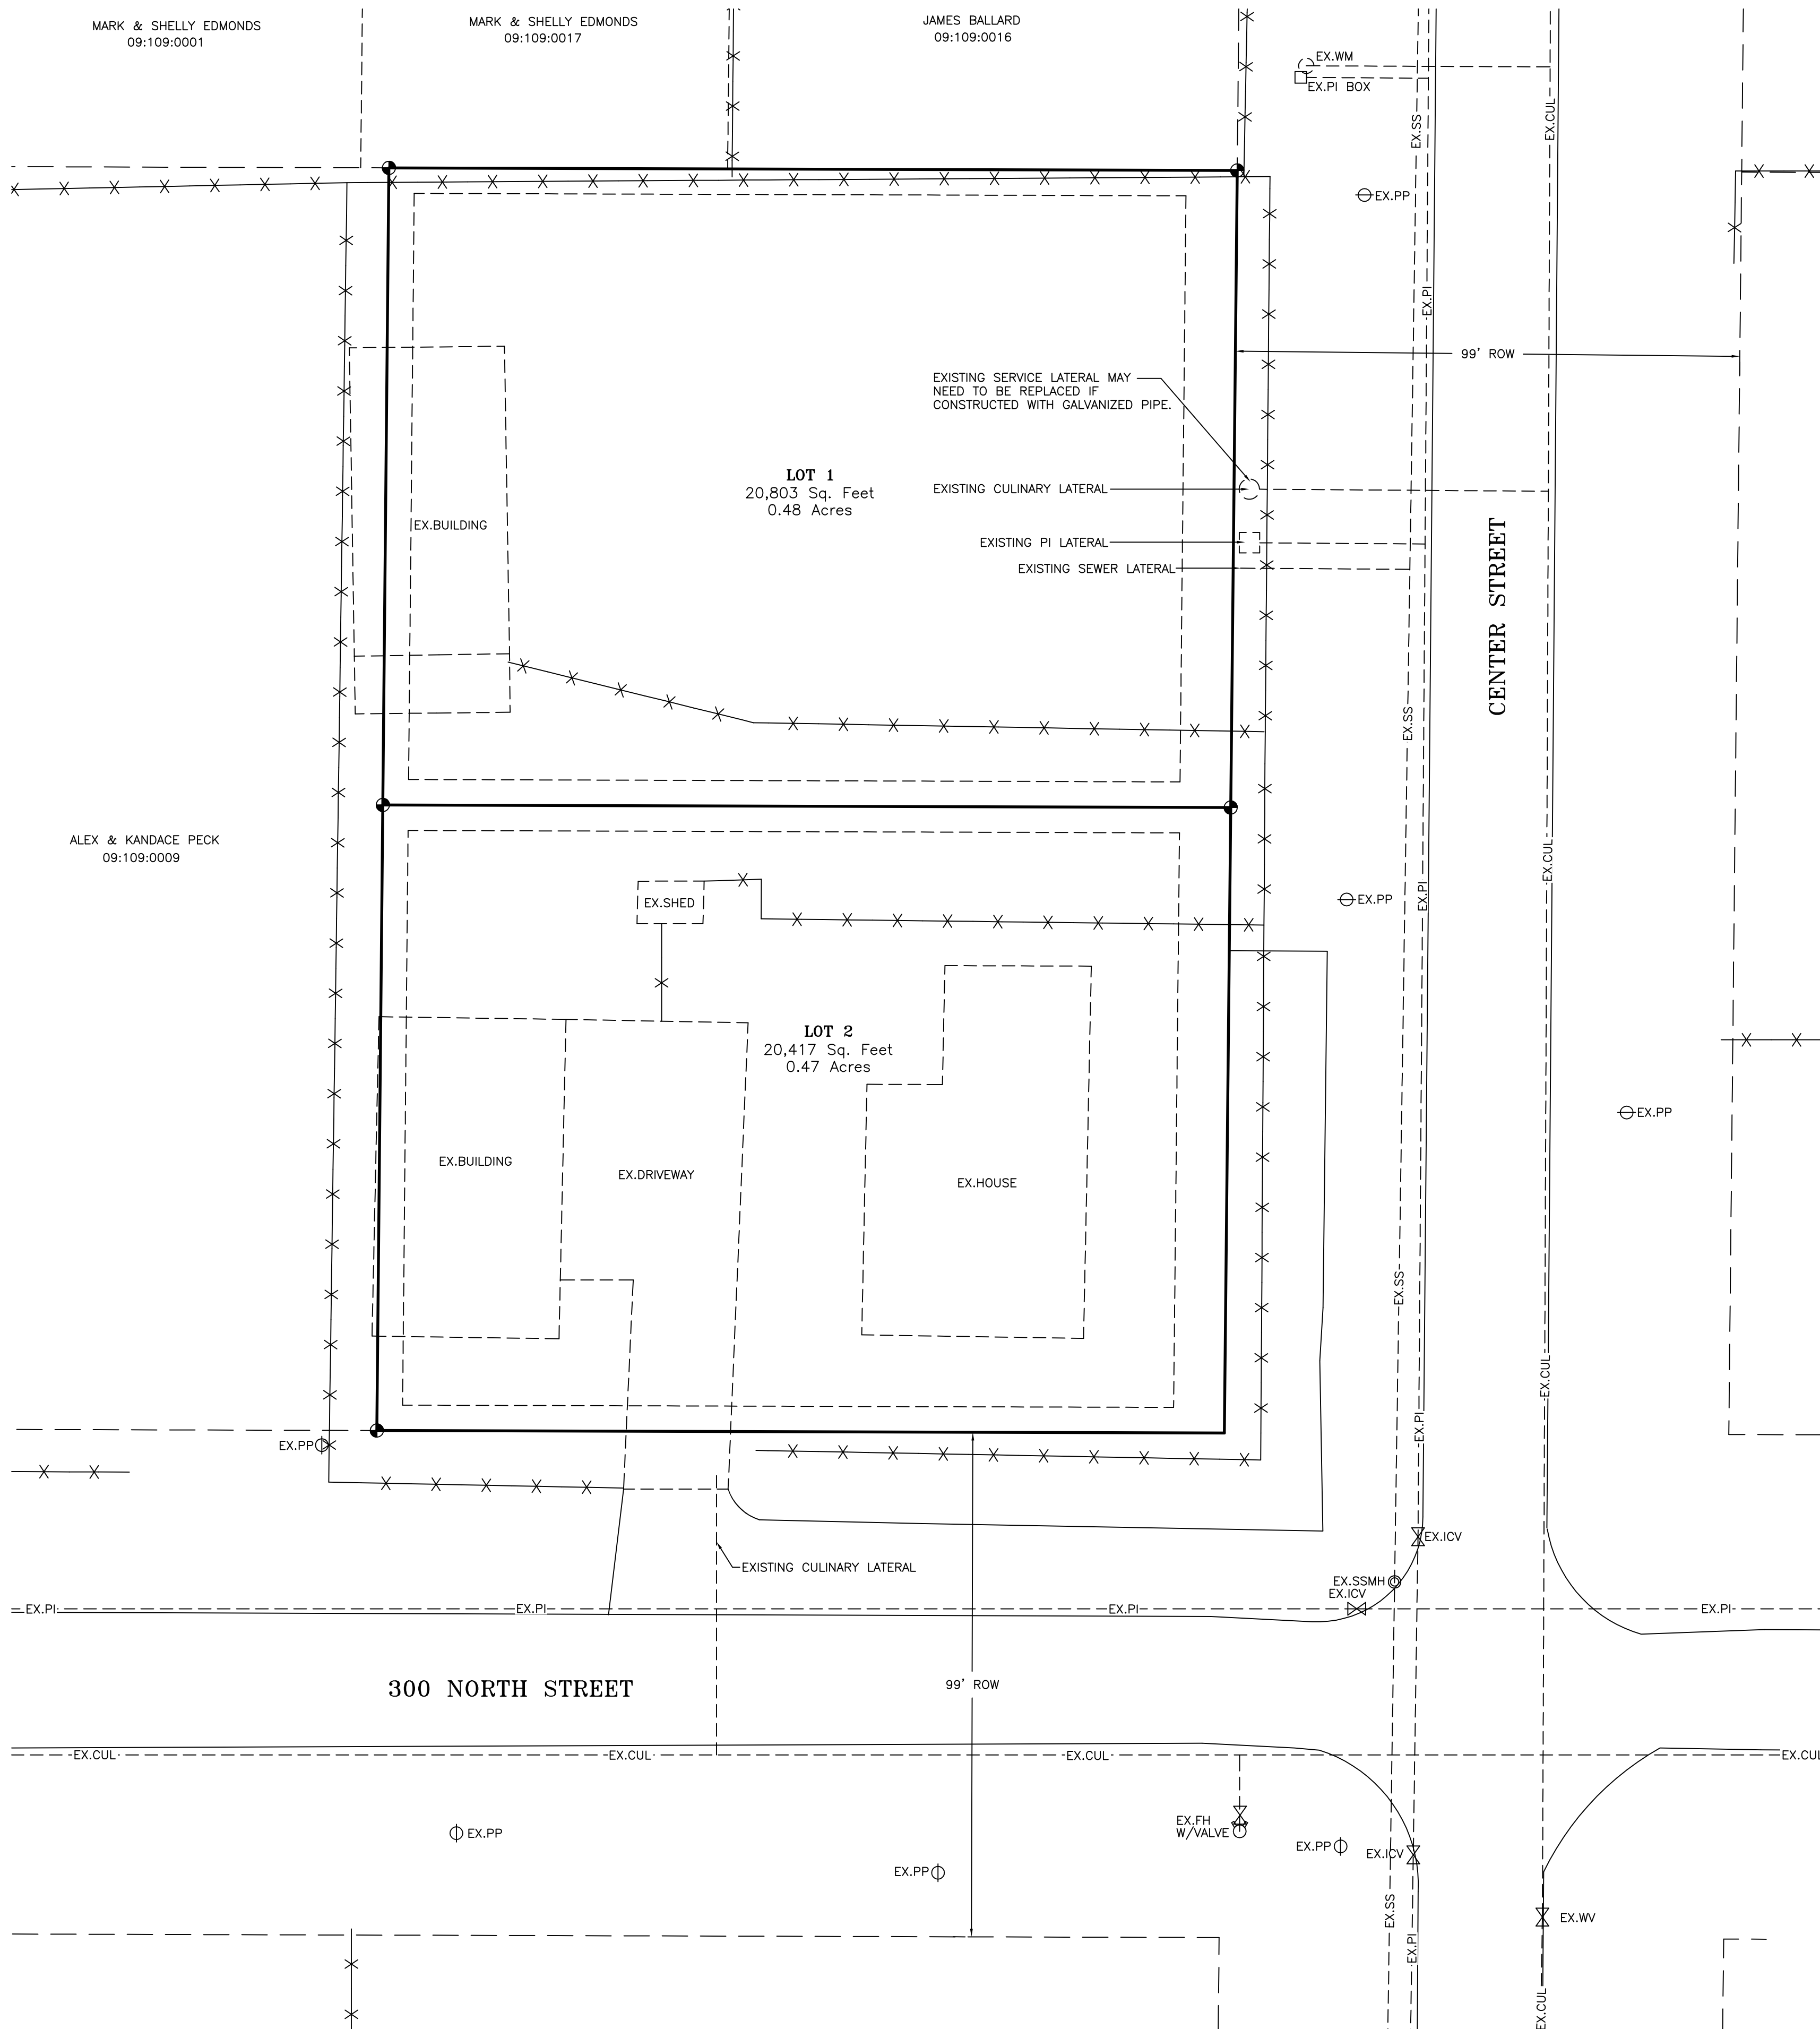 MARK & SHELLY EDMONDS
09:109:0001
MARK & SHELLY EDMONDS
09:109:0017
JAMES BALLARD
09:109:0016
EX.WM
EX.PI BOX
EX.SS
EX.CUL
EX.PP
EX.PI
99' ROW
EXISTING SERVICE LATERAL MAY
NEED TO BE REPLACED IF
CONSTRUCTED WITH GALVANIZED PIPE.
LOT 1
20,803 Sq. Feet
0.48 Acres
EXISTING CULINARY LATERAL
EX.BUILDING
EXISTING PI LATERAL
EXISTING SEWER LATERAL
CENTER STREET
EX.SS
ALEX & KANDACE PECK
09:109:0009
EX.CUL
EX.SHED
EX.PP
EX.PI
LOT 2
20,417 Sq. Feet
0.47 Acres
EX.PP
EX.BUILDING
EX.DRIVEWAY
EX.HOUSE
EX.SS
EX.CUL
EX.PI
EX.PP
EX.ICV
EXISTING CULINARY LATERAL
EX.SSMH
EX.ICV
EX.PI
EX.PI
EX.PI
EX.PI
300 NORTH STREET
99' ROW
EX.CUL
EX.CUL
EX.CUL
EX.CUL
EX.FH
W/VALVE
EX.PP
EX.PP
EX.PP
EX.ICV
EX.SS
EX.WV
EX.PI
EX.CUL